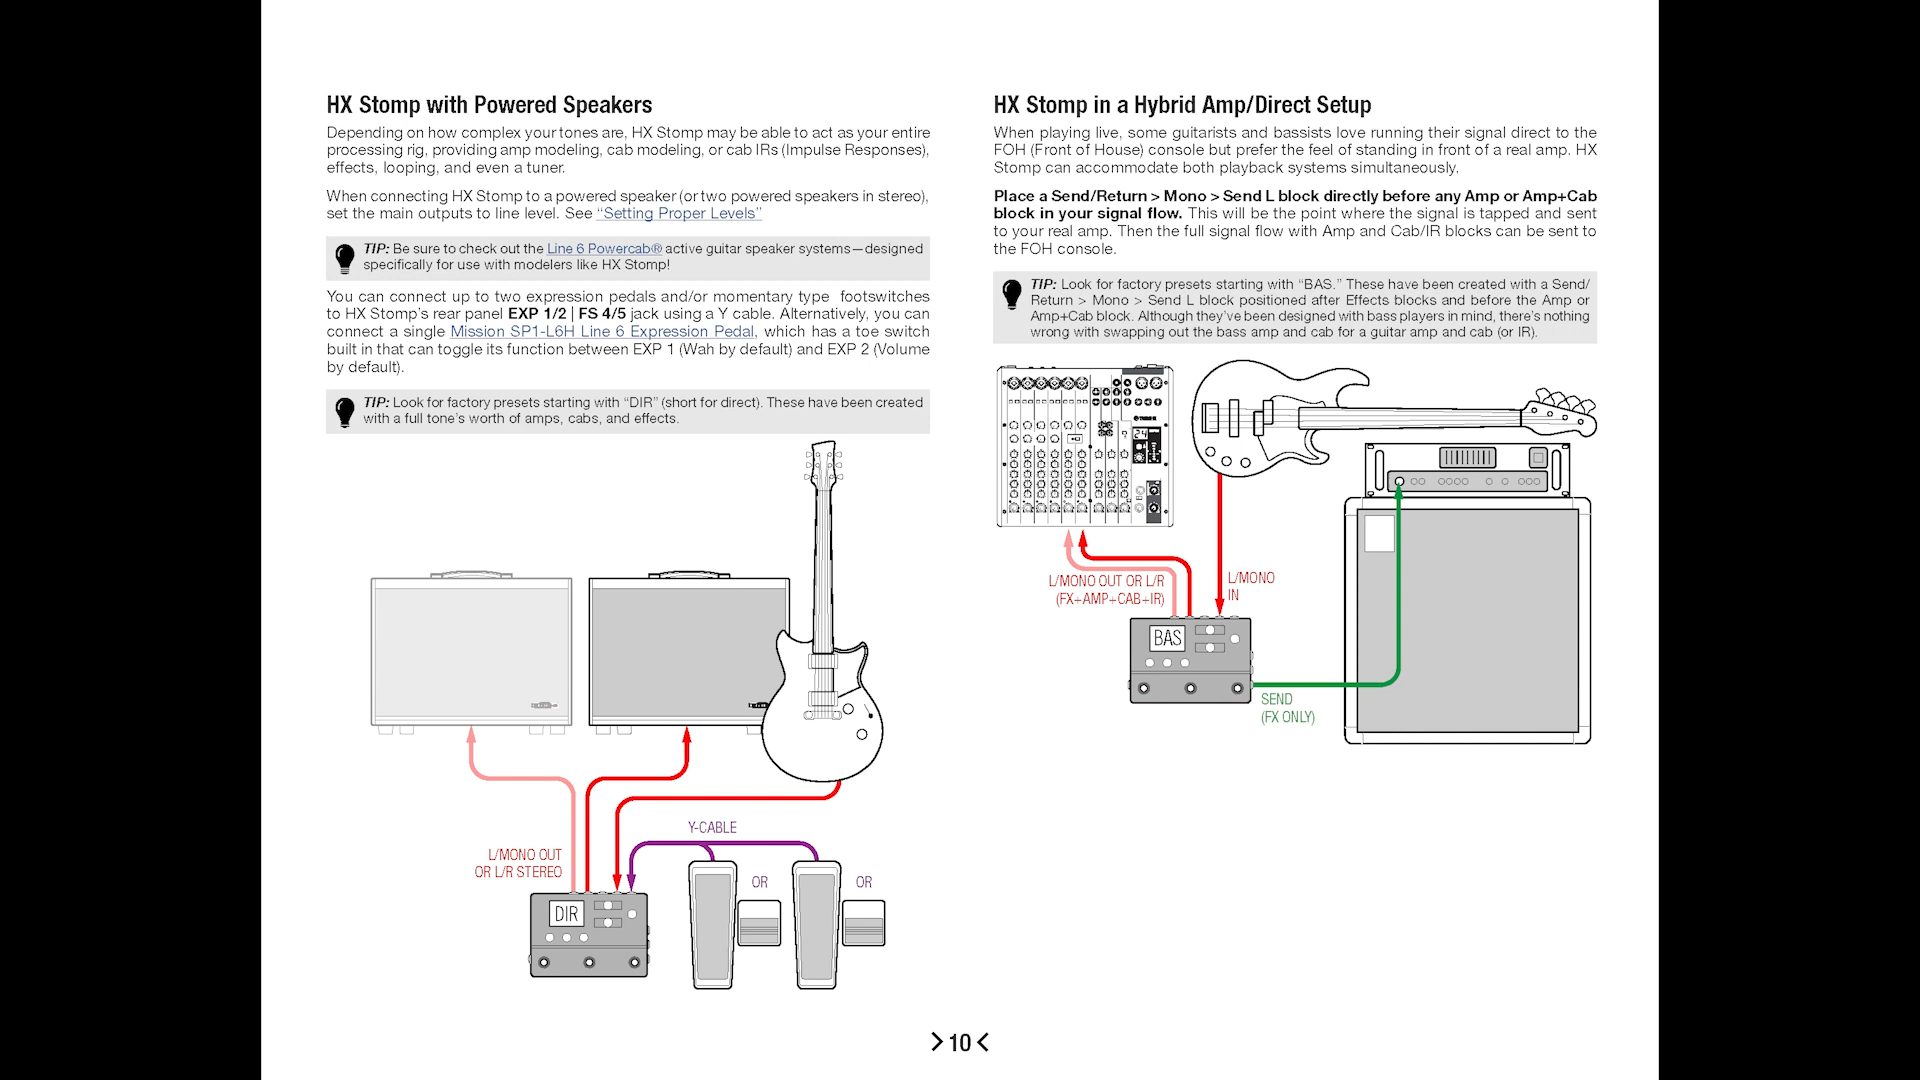 HX Stomp with Powered Speakers
Depending on how complex your tones are, HX Stomp may be able to act as your entire
processing rig, providing amp modeling, cab modeling, or cab IRs (Impulse Responses),
effects, looping, and even a tuner.
When connecting HX Stomp to a powered speaker (or two powered speakers in stereo),
set the main outputs to line level. See “Setting Proper Levels”
TIP: Be sure to check out the Line 6 Powercab® active guitar speaker systems—designed
specifically for use with modelers like HX Stomp!
You can connect up to two expression pedals and/or momentary type footswitches
to HX Stomp's rear panel EXP 1/2 | FS 4/5 jack using a Y cable. Alternatively, you can
connect a single Mission SP1-L6H Line 6 Expression Pedal, which has a toe switch
built in that can toggle its function between EXP 1 (Wah by default) and EXP 2 (Volume
by default).
TIP: Look for factory presets starting with “DIR” (short for direct). These have been created
with a full tone's worth of amps, cabs, and effects.
Y-CABLE
L/MONO OUT
OR L/R STEREO
OR
OR
DIR
HX Stomp in a Hybrid Amp/Direct Setup
When playing live, some guitarists and bassists love running their signal direct to the
FOH (Front of House) console but prefer the feel of standing in front of a real amp. HX
Stomp can accommodate both playback systems simultaneously.
Place a Send/Return > Mono > Send L block directly before any Amp or Amp+Cab
block in your signal flow. This will be the point where the signal is tapped and sent
to your real amp. Then the full signal flow with Amp and Cab/IR blocks can be sent to
the FOH console.
TIP: Look for factory presets starting with “BAS.” These have been created with a Send/
Return > Mono > Send L block positioned after Effects blocks and before the Amp or
Amp+Cab block. Although they've been designed with bass players in mind, there's nothing
wrong with swapping out the bass amp and cab for a guitar amp and cab (or IR).
L/MONO OUT OR L/R
(FX+AMP+CAB+IR)
L/MONO
IN
BAS
SEND
(FX ONLY)
>10<